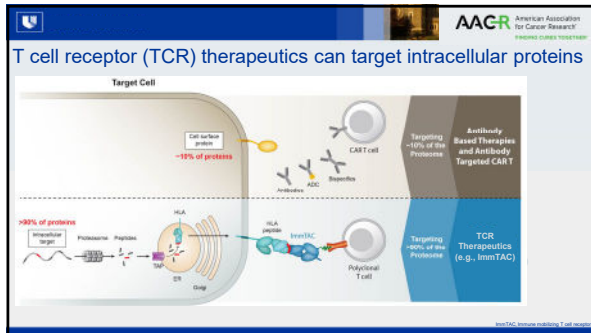 AACR American Association
for Cancer Research
FINDING CURES TOGETHER
T cell receptor (TCR) therapeutics can target intracellular proteins
Target Cell
Cell surface
protein
~10% of proteins
CAR T cell
Antibodies
ADC
Bispecifics
Targeting
~10% of the
Proteome
Antibody
Based Therapies
and Antibody
Targeted CAR T
>90% of proteins
Intracellular
target
Proteasome
Peptides
TAP
HLA
ER
Golgi
HLA
peptide
ImmTAC
Polyclonal
T cell
Targeting
of the
Proteome
TCR
Therapeutics
(e.g., ImmTAC)
ImmTAC, Immune mobilizing T cell receptor